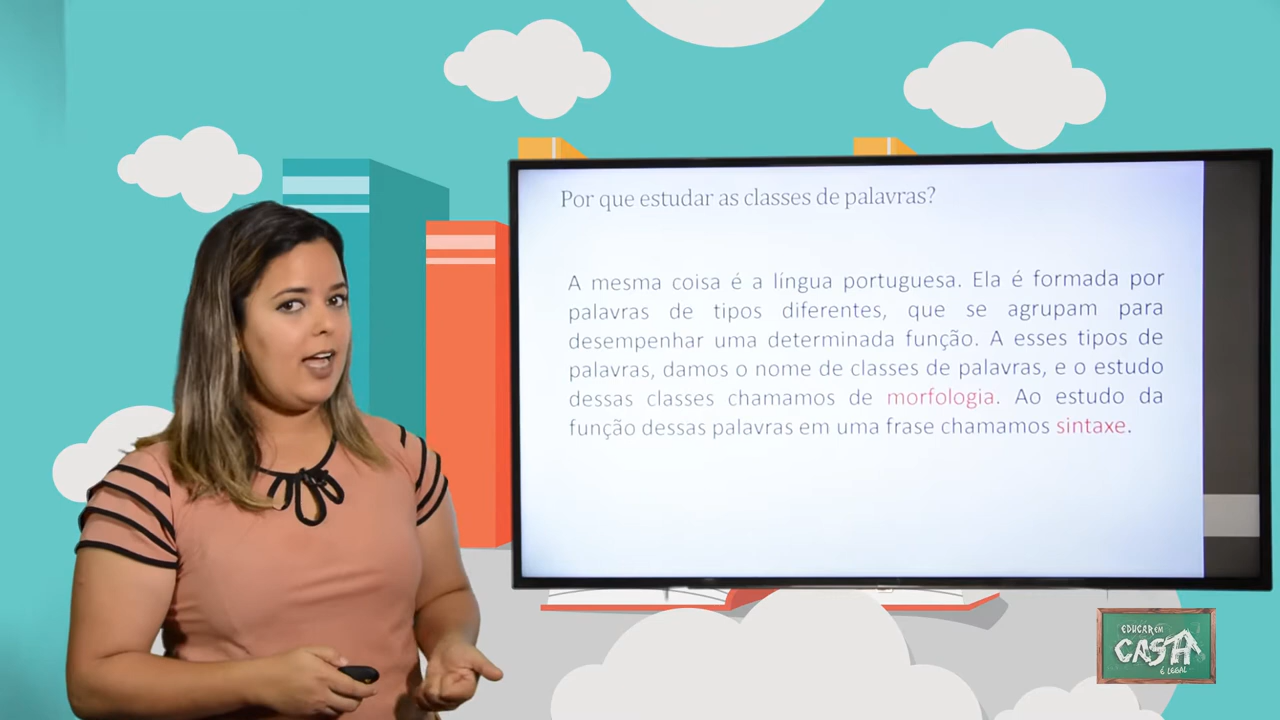 Por que estudar as classes de palavras?
A mesma coisa é a língua portuguesa. Ela é formada por
palavras de tipos diferentes, que se agrupam para
desempenhar uma determinada função. A esses tipos de
palavras, damos o nome de classes de palavras, e o estudo
dessas classes chamamos de morfologia. Ao estudo da
função dessas palavras em uma frase chamamos sintaxe.
EDUCAR EM
CASA
É LEGAL